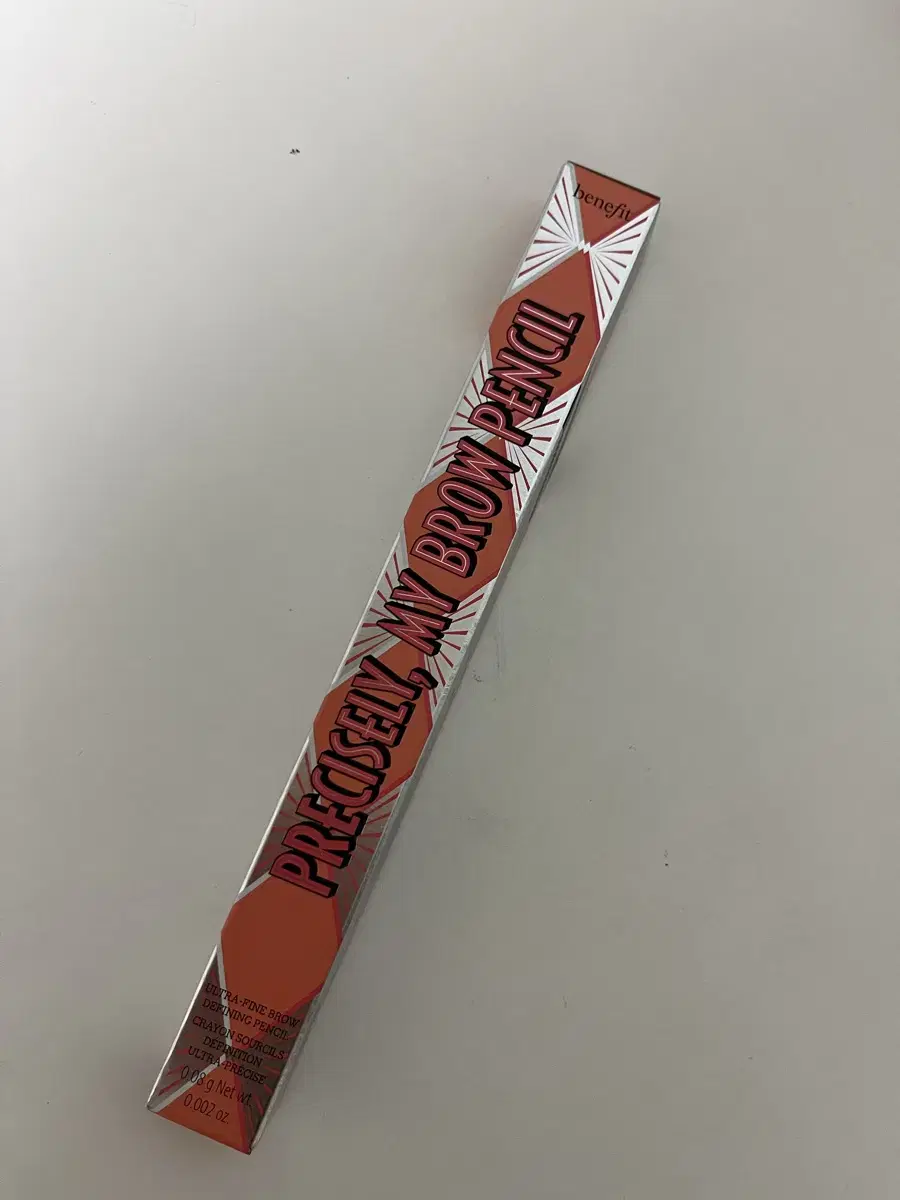 benefit
PRECISELY, MY BROW PENCIL
ULTRA-FINE BROW
DEFINING PENCIL
CRAYON SOURCILS
DÉFINITION
ULTRA-PRÉCISE
0.08 g Net wt.
0.002 oz.